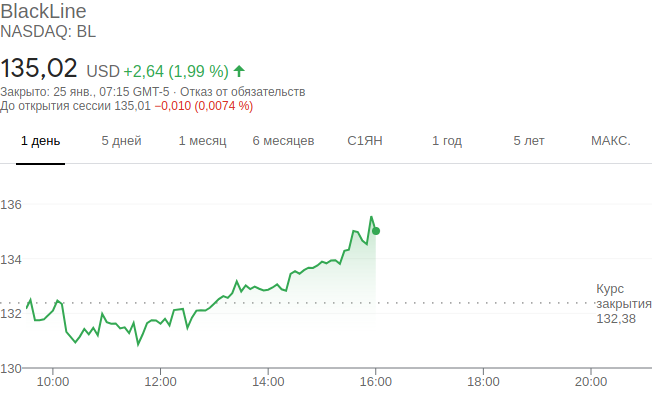 BlackLine
NASDAQ: BL
135,02 USD +2,64 (1,99 %) ↑
Закрыто: 25 янв., 07:15 GMT-5 · Отказ от обязательств
До открытия сессии 135,01 −0,010 (0,0074 %)
1 день 5 дней 1 месяц 6 месяцев С1ЯН 1 год 5 лет МАКС.
136
134
Курс
закрытия
132
132,38
130
10:00 12:00 14:00 16:00 18:00 20:00